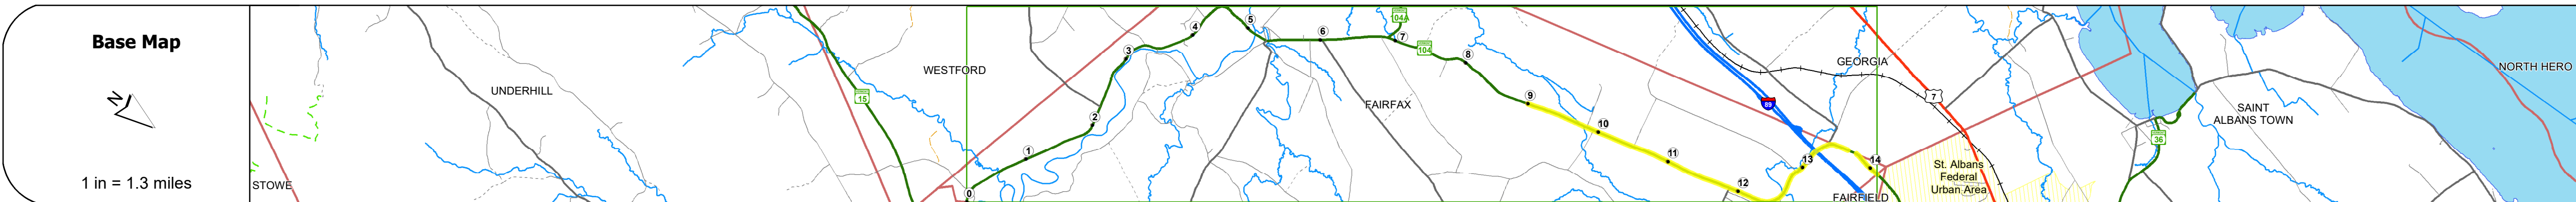 Base Map
N
1 in = 1.3 miles
STOWE
UNDERHILL
15
WESTFORD
0
1
2
3
4
5
6
104A
7
104
8
FAIRFAX
9
10
11
12
13
14
89
GEORGIA
7
FAIRFIELD
St. Albans
Federal
Urban Area
36
SAINT
ALBANS TOWN
NORTH HERO